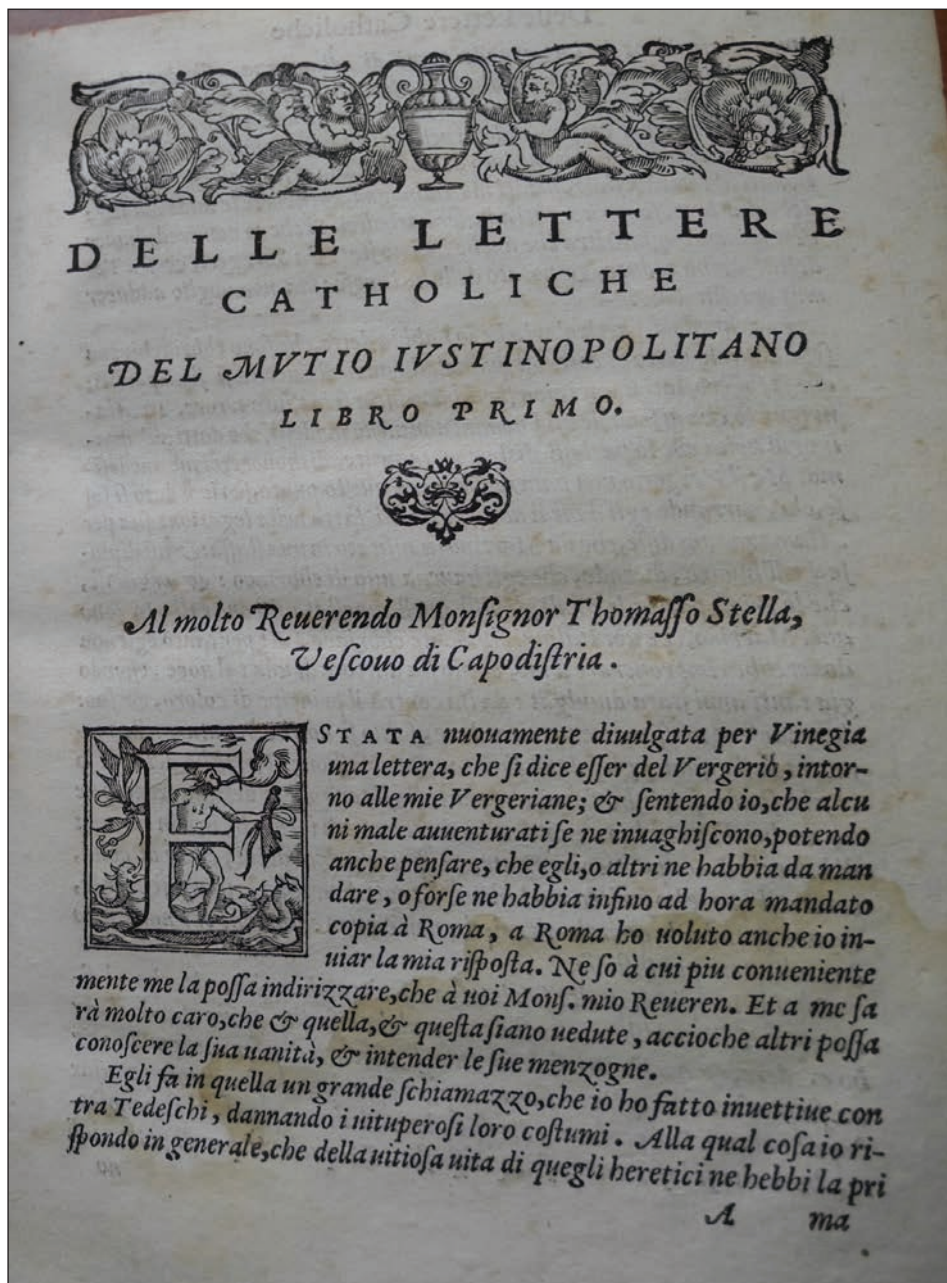 DELLE LETTERE
CATHOLICHE
DEL MVTIO IVSTINOPOLITANO
LIBRO PRIMO.
Al molto Reuerendo Monſignor Thomaſſo Stella,
Veſcouo di Capodiſtria.
E STATA nuouamente diuulgata per Vinegia
una lettera, che ſi dice eſſer del Vergerio, intor-
no alle mie Vergeriane; & ſentendo io, che alcu
ni male auuenturati ſe ne inuaghiſcono, potendo
anche penſare, che egli, o altri ne habbia da man
dare, o forſe ne habbia inſino ad hora mandato
copia à Roma, a Roma ho uoluto anche io in-
uiar la mia riſpoſta. Ne ſo à cui piu conueniente
mente me la poſſa indirizzare, che à uoi Monſ. mio Reueren. Et a me ſa
rà molto caro, che & quella, & queſta ſiano uedute, accioche altri poſſa
conoſcere la ſua uanità, & intender le ſue menzogne.
Egli fa in quella un grande ſchiamazzo, che io ho fatto inuettiue con
tra Tedeſchi, dannando i uituperoſi loro coſtumi. Alla qual coſa io ri-
ſpondo in generale, che della uitioſa uita di quegli heretici ne hebbi la pri
A ma